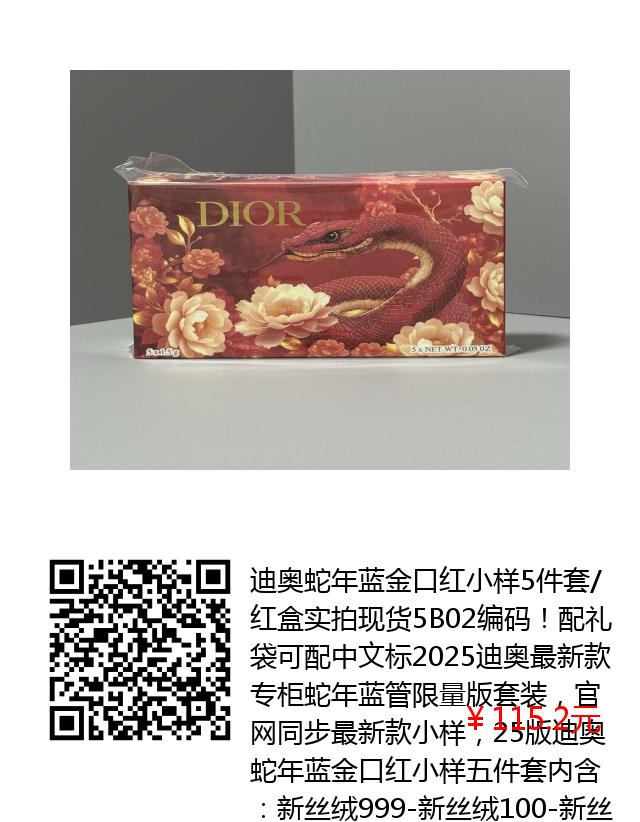 DIOR
5 x 1.5 g
5 x NET WT. 0.05 OZ
迪奥蛇年蓝金口红小样5件套/
红盒实拍现货5B02编码！配礼
袋可配中文标2025迪奥最新款
专柜蛇年蓝管限量版套装，官
￥115.2元
网同步最新款小样，25版迪奥
蛇年蓝金口红小样五件套内含
：新丝绒999-新丝绒100-新丝